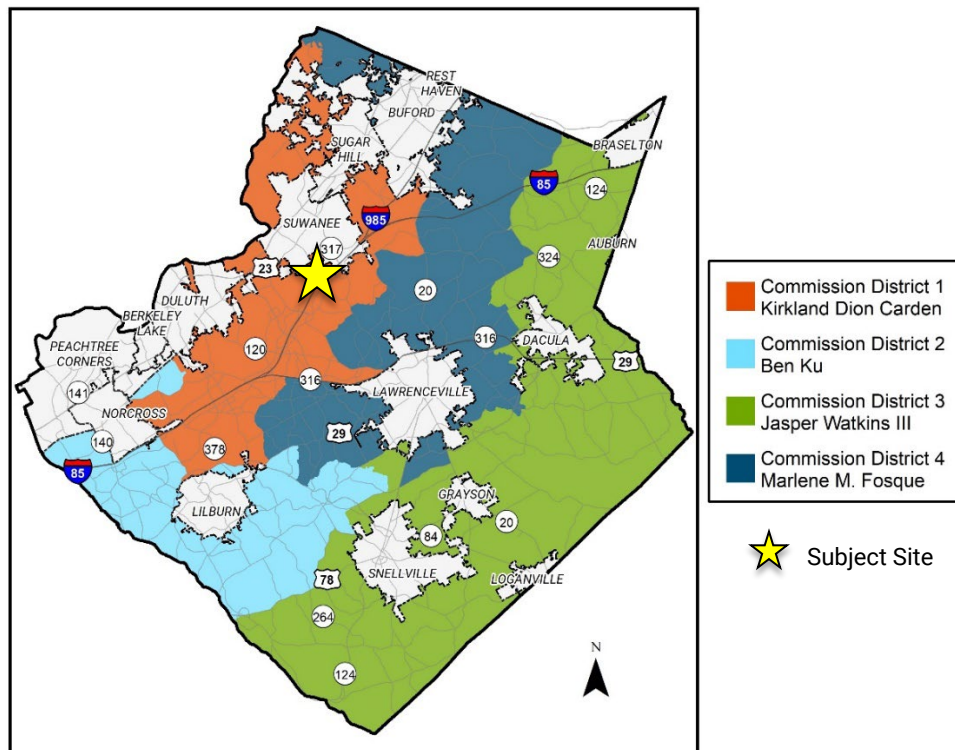 REST
HAVEN
BUFORD
SUGAR
HILL
BRASELTON
85
124
SUWANEE
985
317
AUBURN
324
23
20
DULUTH
BERKELEY
LAKE
PEACHTREE
CORNERS
120
316
DACULA
29
316
141
LAWRENCEVILLE
NORCROSS
29
140
378
85
LILBURN
GRAYSON
20
84
SNELLVILLE
LOGANVILLE
78
264
124
N
Commission District 1
Kirkland Dion Carden
Commission District 2
Ben Ku
Commission District 3
Jasper Watkins III
Commission District 4
Marlene M. Fosque
Subject Site